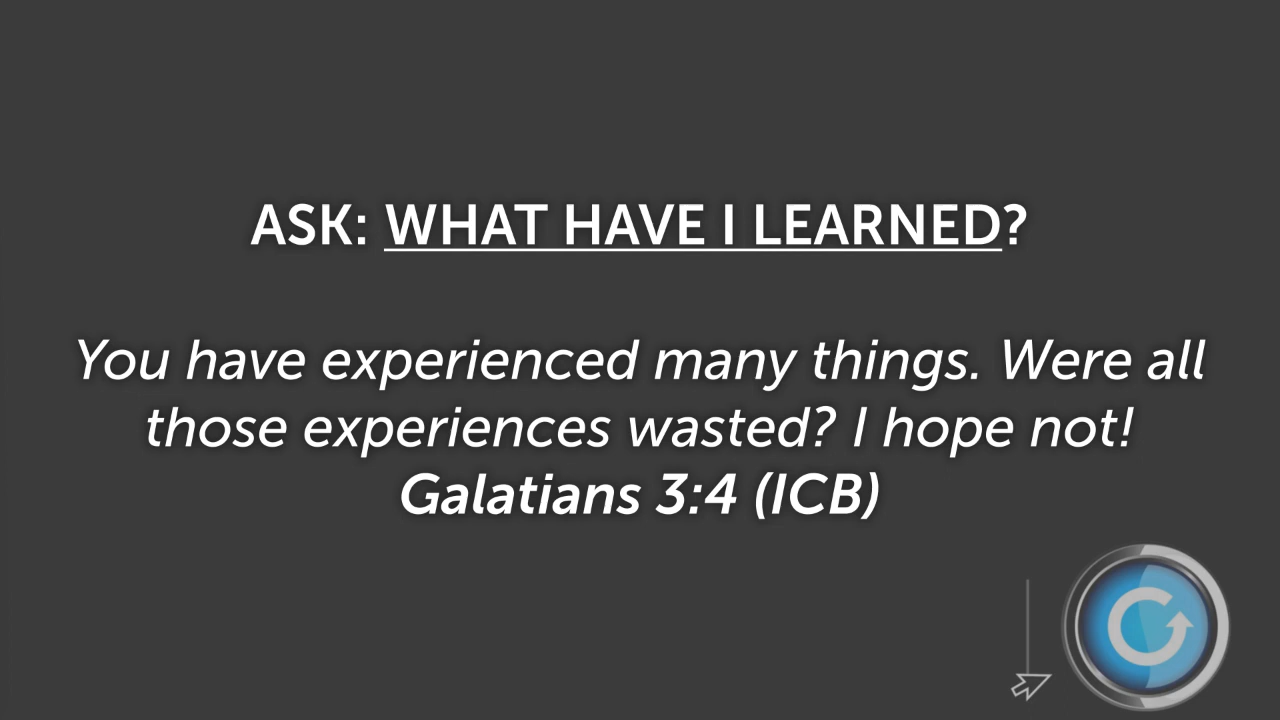 ASK: WHAT HAVE I LEARNED?
You have experienced many things. Were all
those experiences wasted? I hope not!
Galatians 3:4 (ICB)